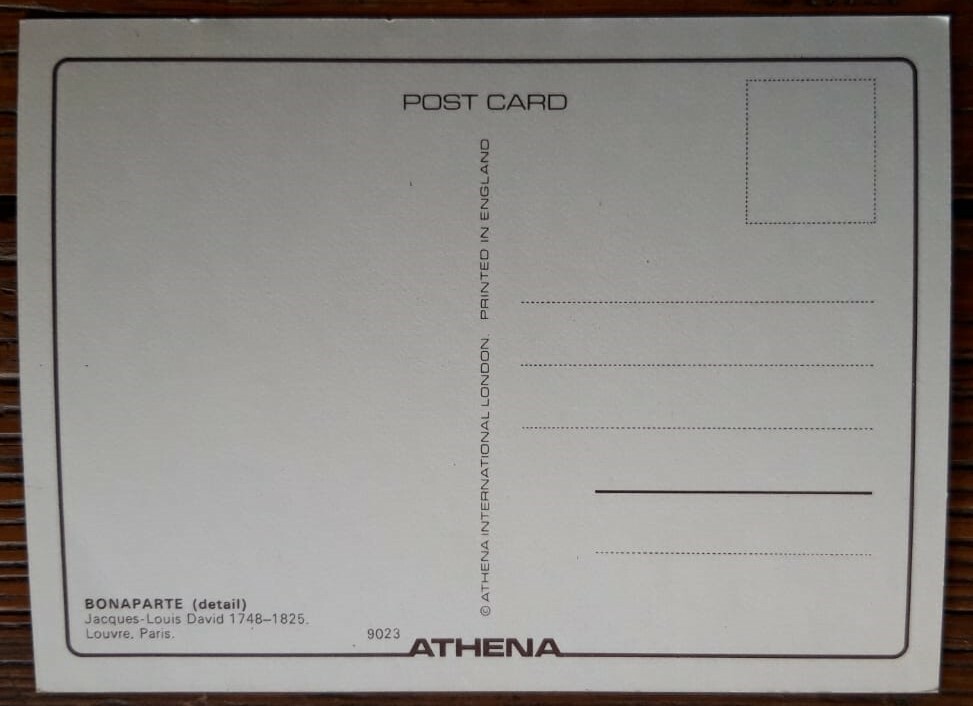 POST CARD
© ATHENA INTERNATIONAL LONDON. PRINTED IN ENGLAND
BONAPARTE (detail)
Jacques-Louis David 1748–1825.
Louvre, Paris.
9023
ATHENA